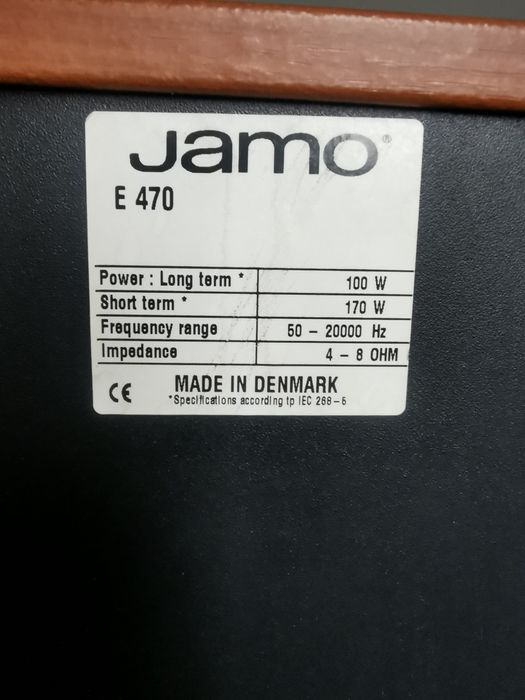 Jamo®
E 470
Power : Long term * 100 W
Short term * 170 W
Frequency range 50 – 20000 Hz
Impedance 4 – 8 OHM
CE MADE IN DENMARK
*Specifications according tp IEC 268–5